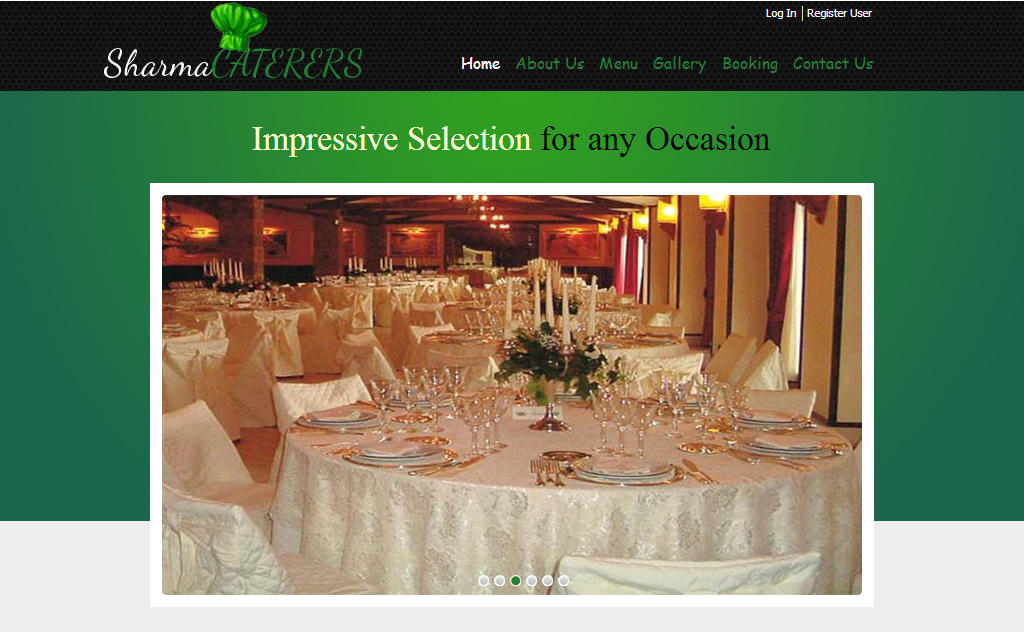 Log In | Register User
SharmaCATERERS
Home About Us Menu Gallery Booking Contact Us
Impressive Selection for any Occasion